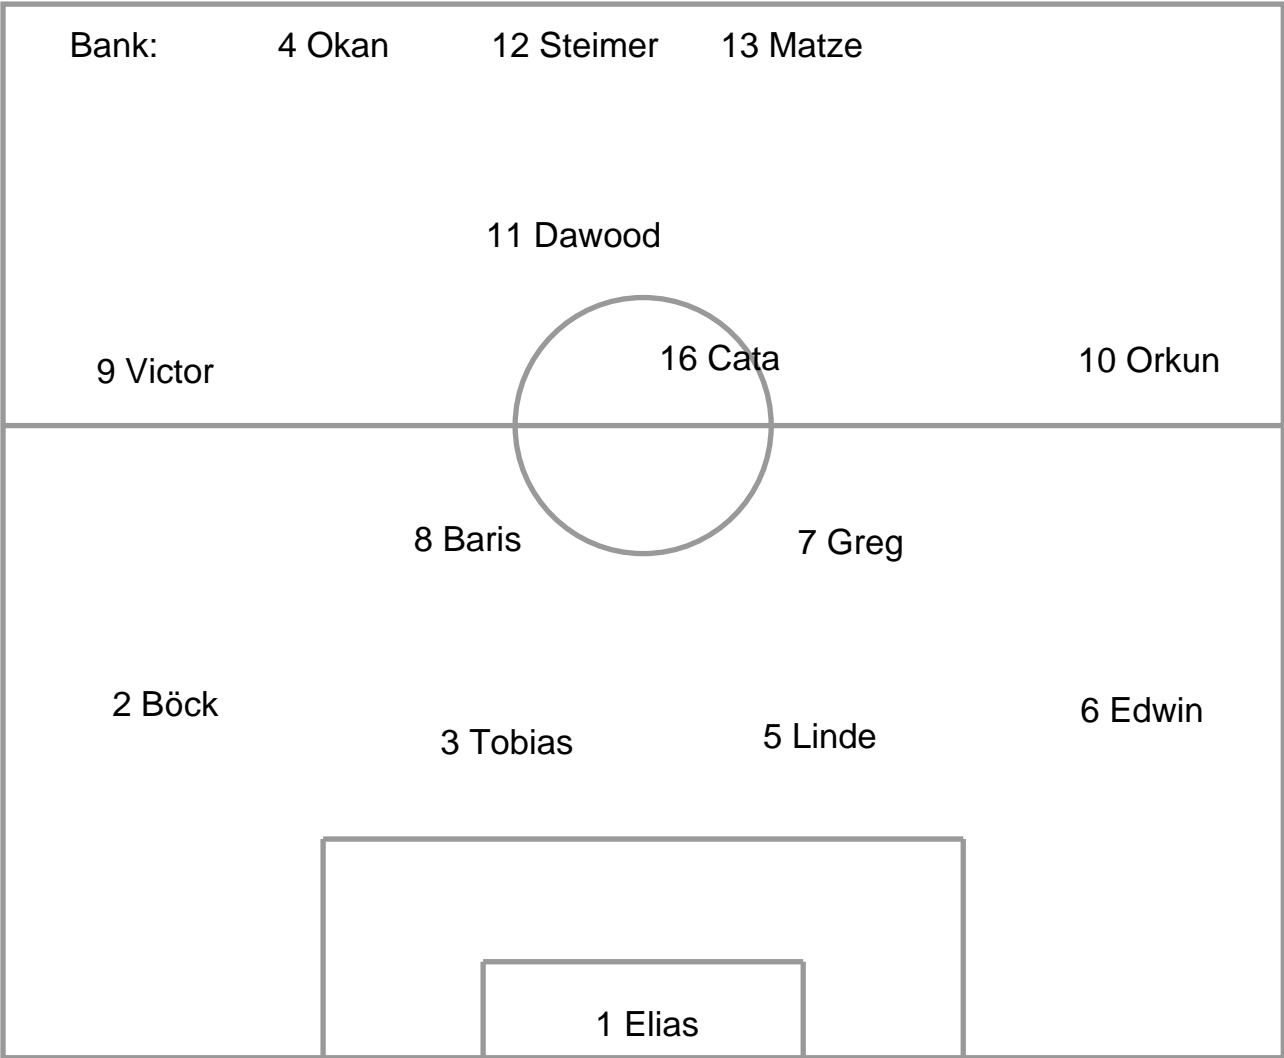 Bank: 4 Okan 12 Steimer 13 Matze
11 Dawood
9 Victor 16 Cata 10 Orkun
8 Baris 7 Greg
2 Böck 6 Edwin
3 Tobias 5 Linde
1 Elias